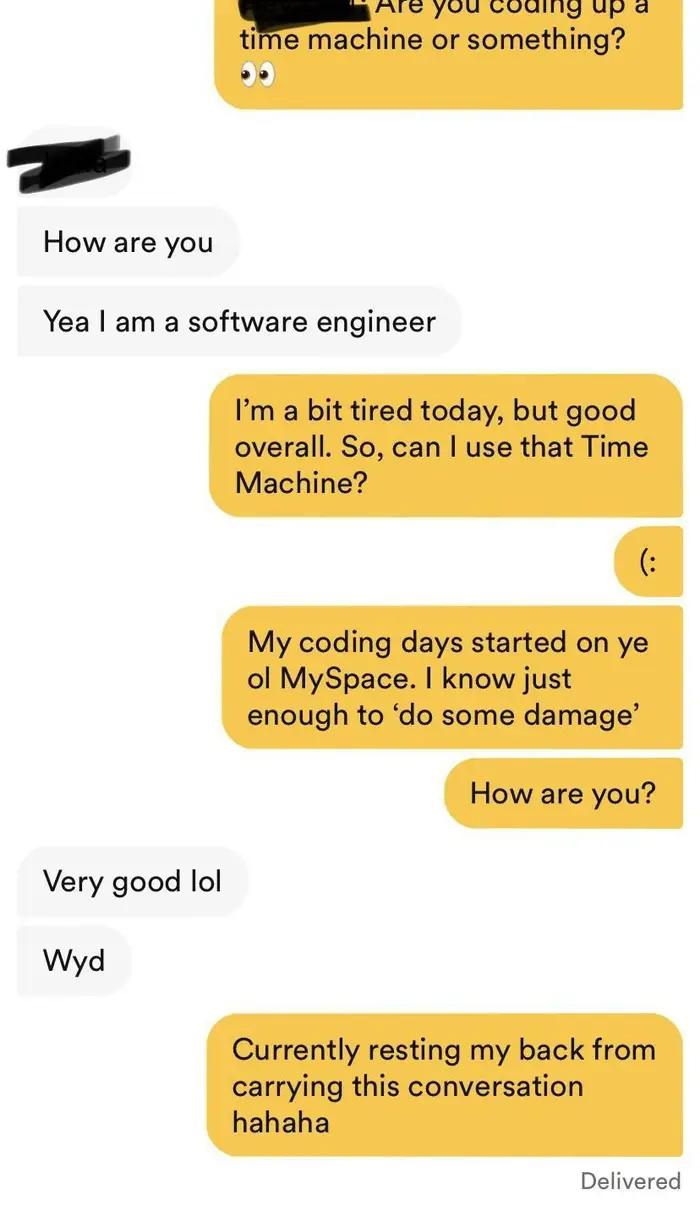 Are you coding up a
time machine or something?
👀
How are you
Yea I am a software engineer
I’m a bit tired today, but good
overall. So, can I use that Time
Machine?
(:
My coding days started on ye
ol MySpace. I know just
enough to ‘do some damage’
How are you?
Very good lol
Wyd
Currently resting my back from
carrying this conversation
hahaha
Delivered